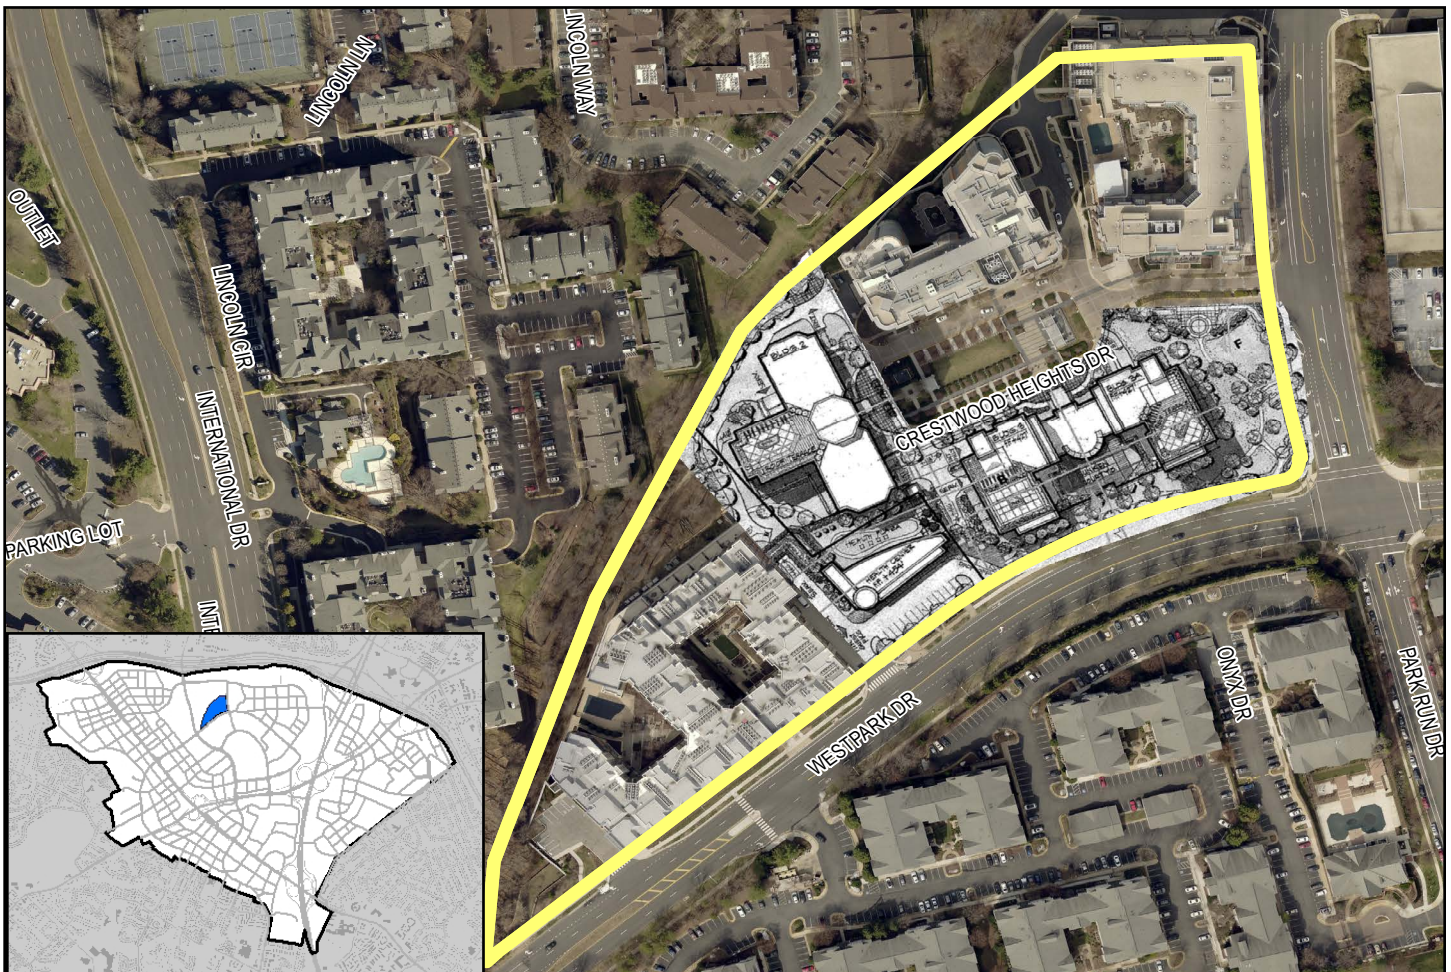 LINCOLN LN
LINCOLN WAY
OUTLET
LINCOLN CIR
INTERNATIONAL DR
PARKING LOT
CRESTWOOD HEIGHTS DR
WESTPARK DR
ONYX DR
PARK RUN DR